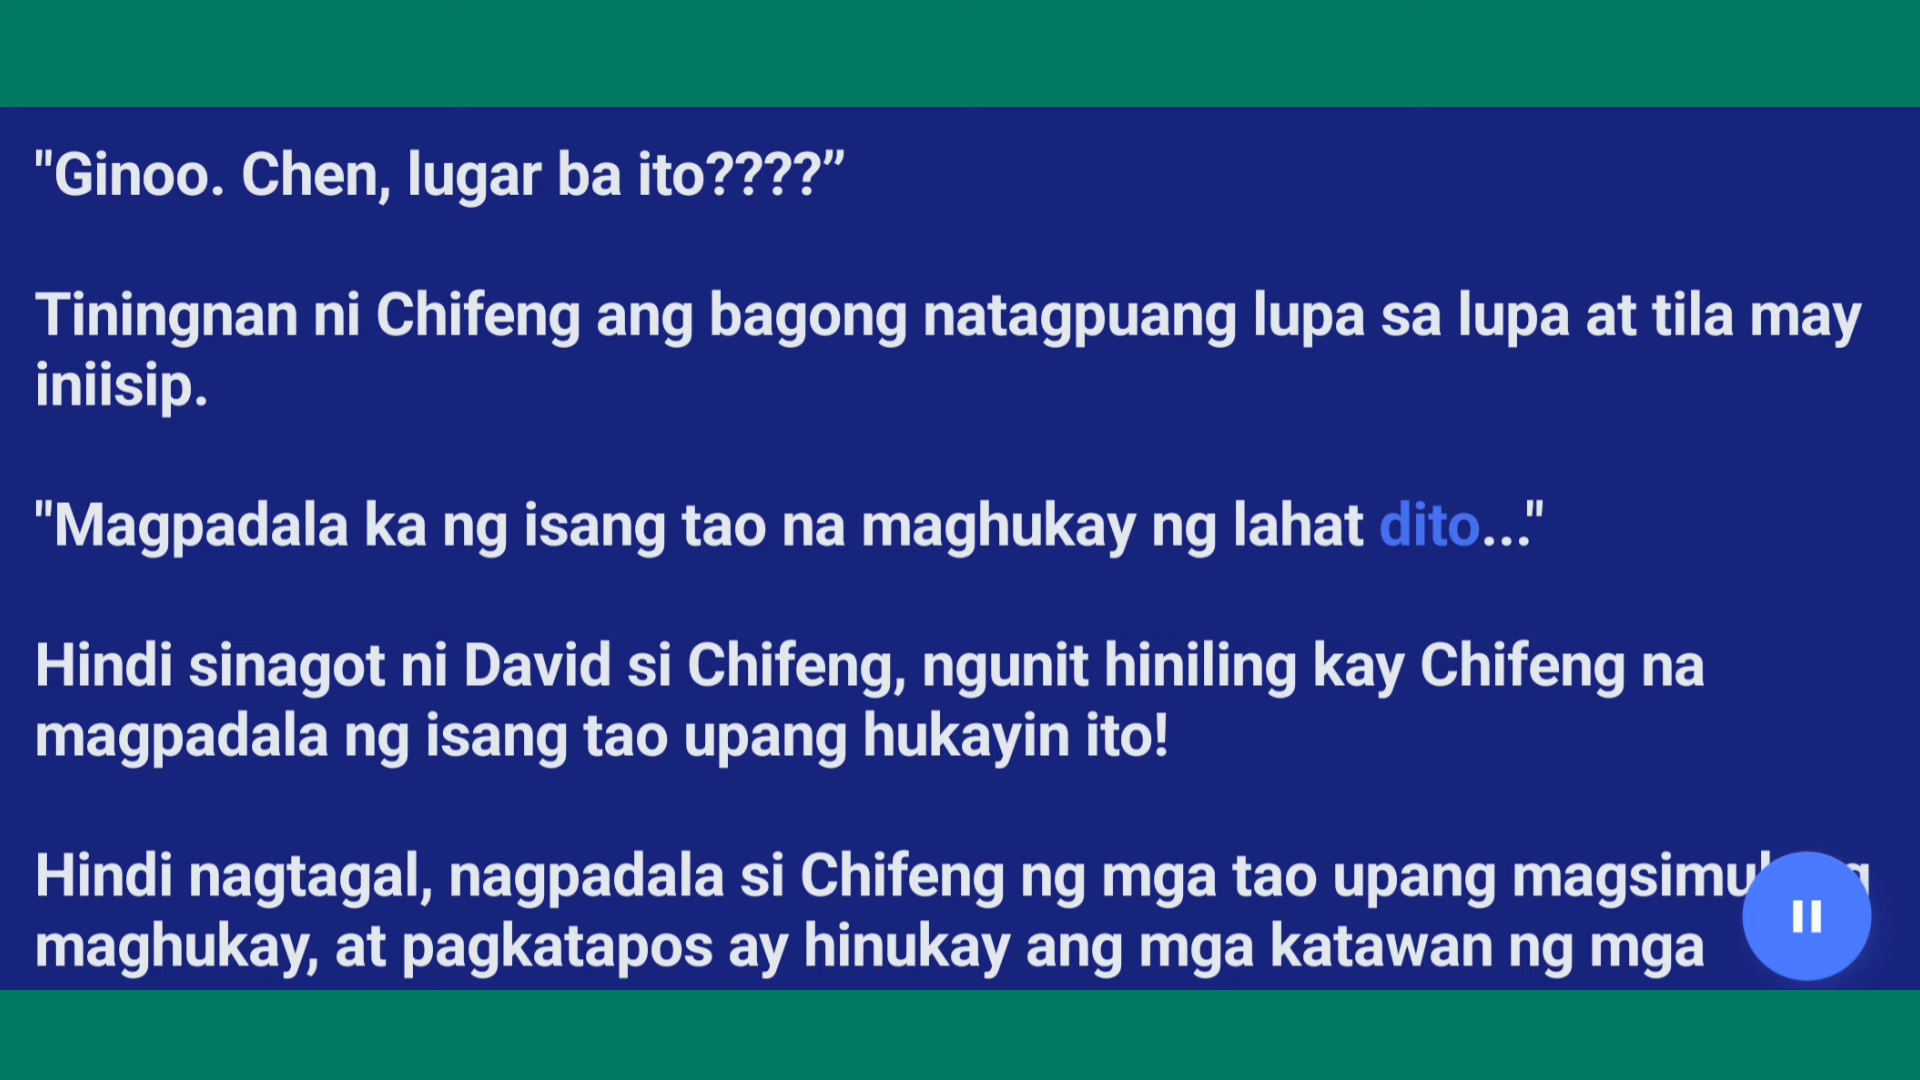 "Ginoo. Chen, lugar ba ito????”
Tiningnan ni Chifeng ang bagong natagpuang lupa sa lupa at tila may
iniisip.
"Magpadala ka ng isang tao na maghukay ng lahat dito..."
Hindi sinagot ni David si Chifeng, ngunit hiniling kay Chifeng na
magpadala ng isang tao upang hukayin ito!
Hindi nagtagal, nagpadala si Chifeng ng mga tao upang
maghukay, at pagkatapos ay hinukay ang mga katawan ng mga